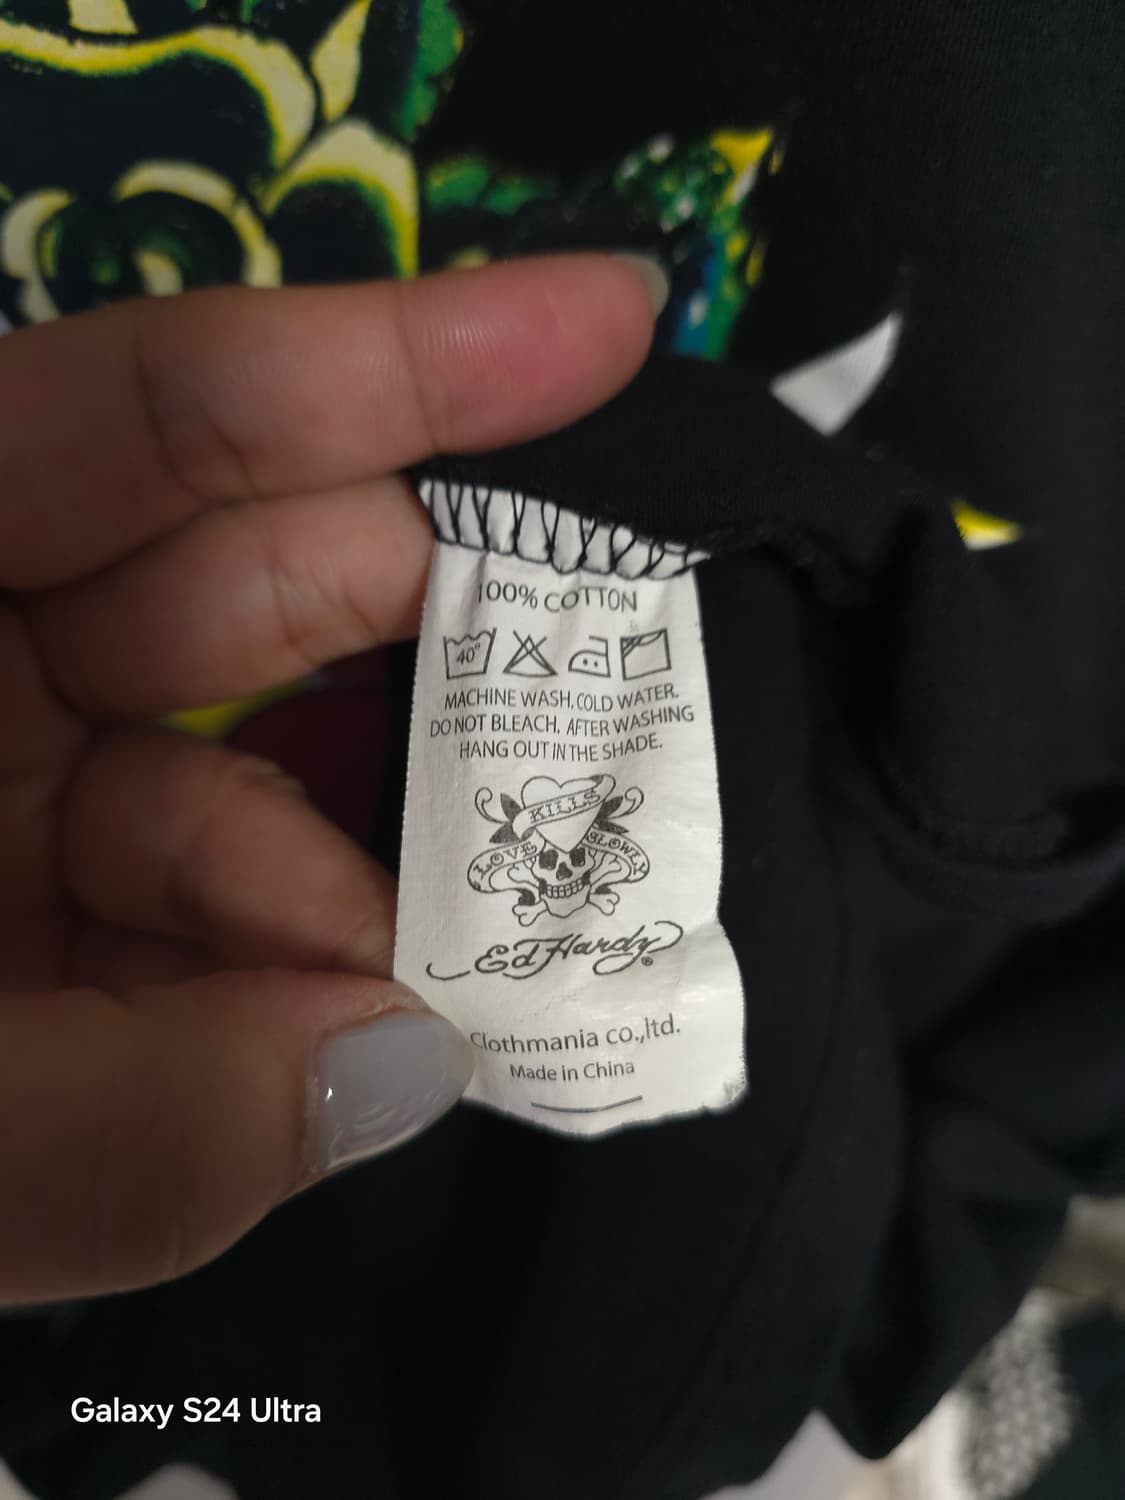 100% COTTON
40°
MACHINE WASH. COLD WATER.
DO NOT BLEACH. AFTER WASHING
HANG OUT IN THE SHADE.
KILLS
LOVE SLOWLY
Ed Hardy®
Clothmania co.,ltd.
Made in China
Galaxy S24 Ultra